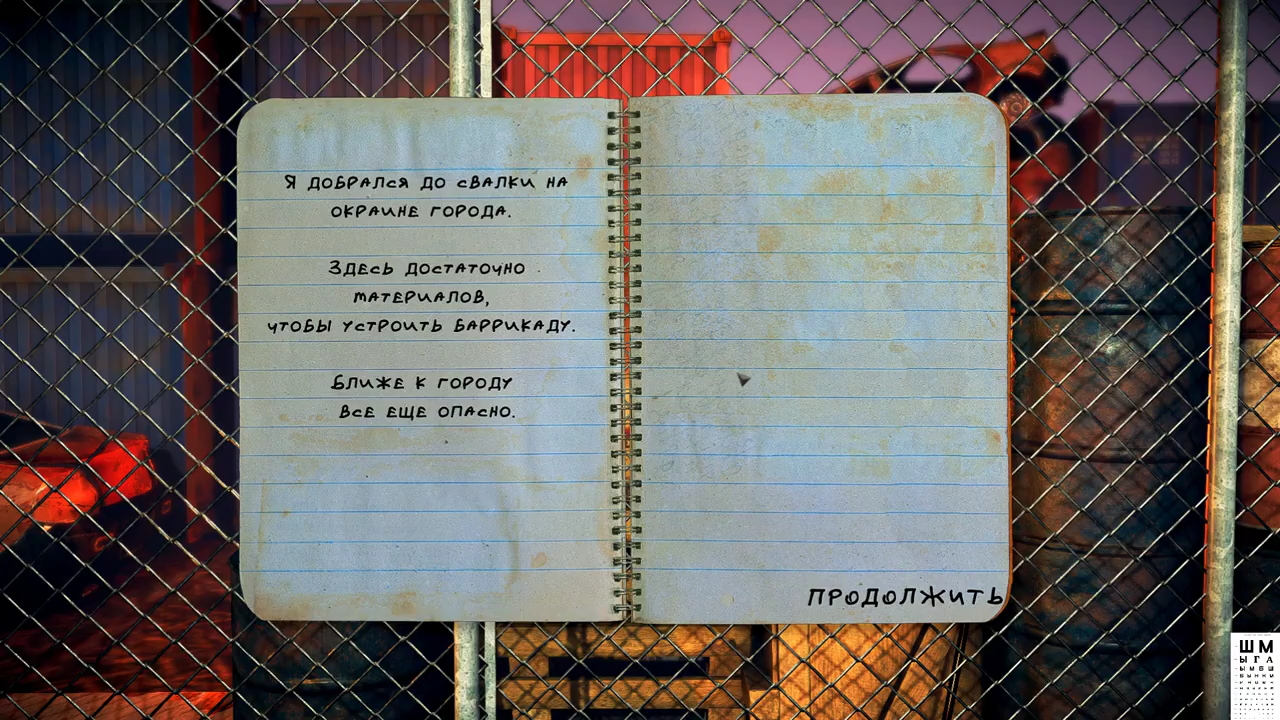 Я ДОБРАЛСЯ ДО СВАЛКИ НА
ОКРАИНЕ ГОРОДА.
ЗДЕСЬ ДОСТАТОЧНО
МАТЕРИАЛОВ,
ЧТОБЫ УСТРОИТЬ БАРРИКАДУ.
БЛИЖЕ К ГОРОДУ
ВСЕ ЕЩЕ ОПАСНО.
ПРОДОЛЖИТЬ
Ш М
Ы Г А